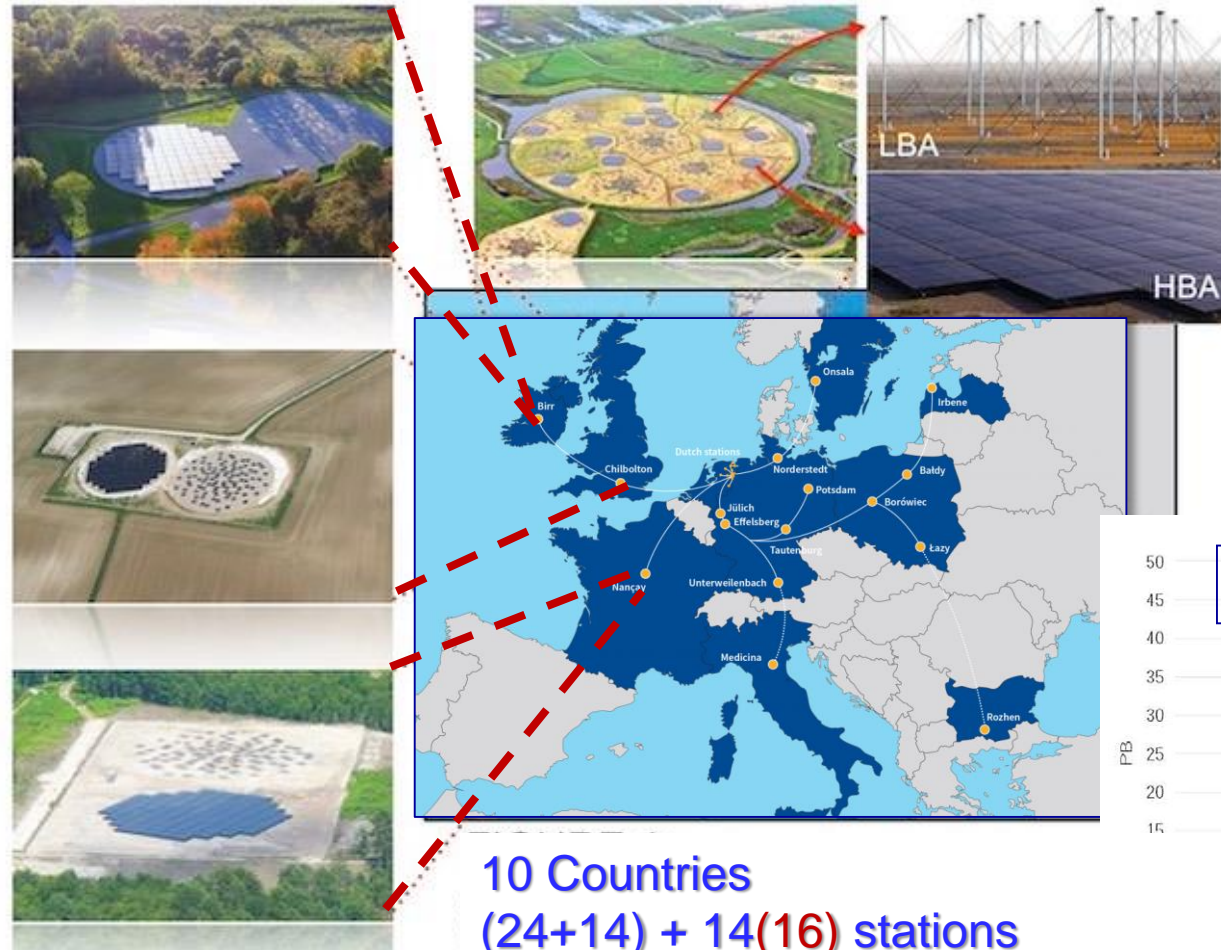 LBA
HBA
Onsala
Irbene
Birr
Dutch stations
Norderstedt
Chilbolton
Bałdy
Potsdam
Borówiec
Jülich
Effelsberg
Łazy
Tautenburg
Nançay
Unterweilenbach
Medicina
Rozhen
50
45
40
35
30
25
20
15
PB
10 Countries
(24+14) + 14(16) stations